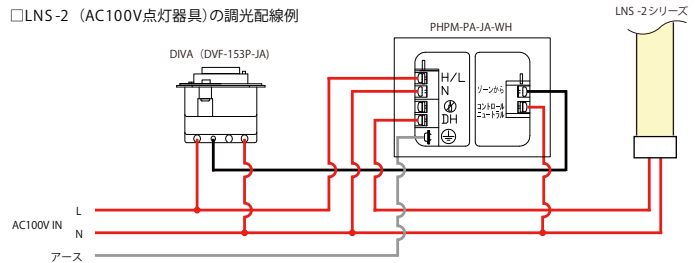 □LNS-2（AC100V点灯器具）の調光配線例
LNS-2シリーズ
PHPM-PA-JA-WH
DIVA（DVF-153P-JA）
H/L
N
DH
ゾーンから
コントロール
ニュートラル
AC100V IN
L
N
アース